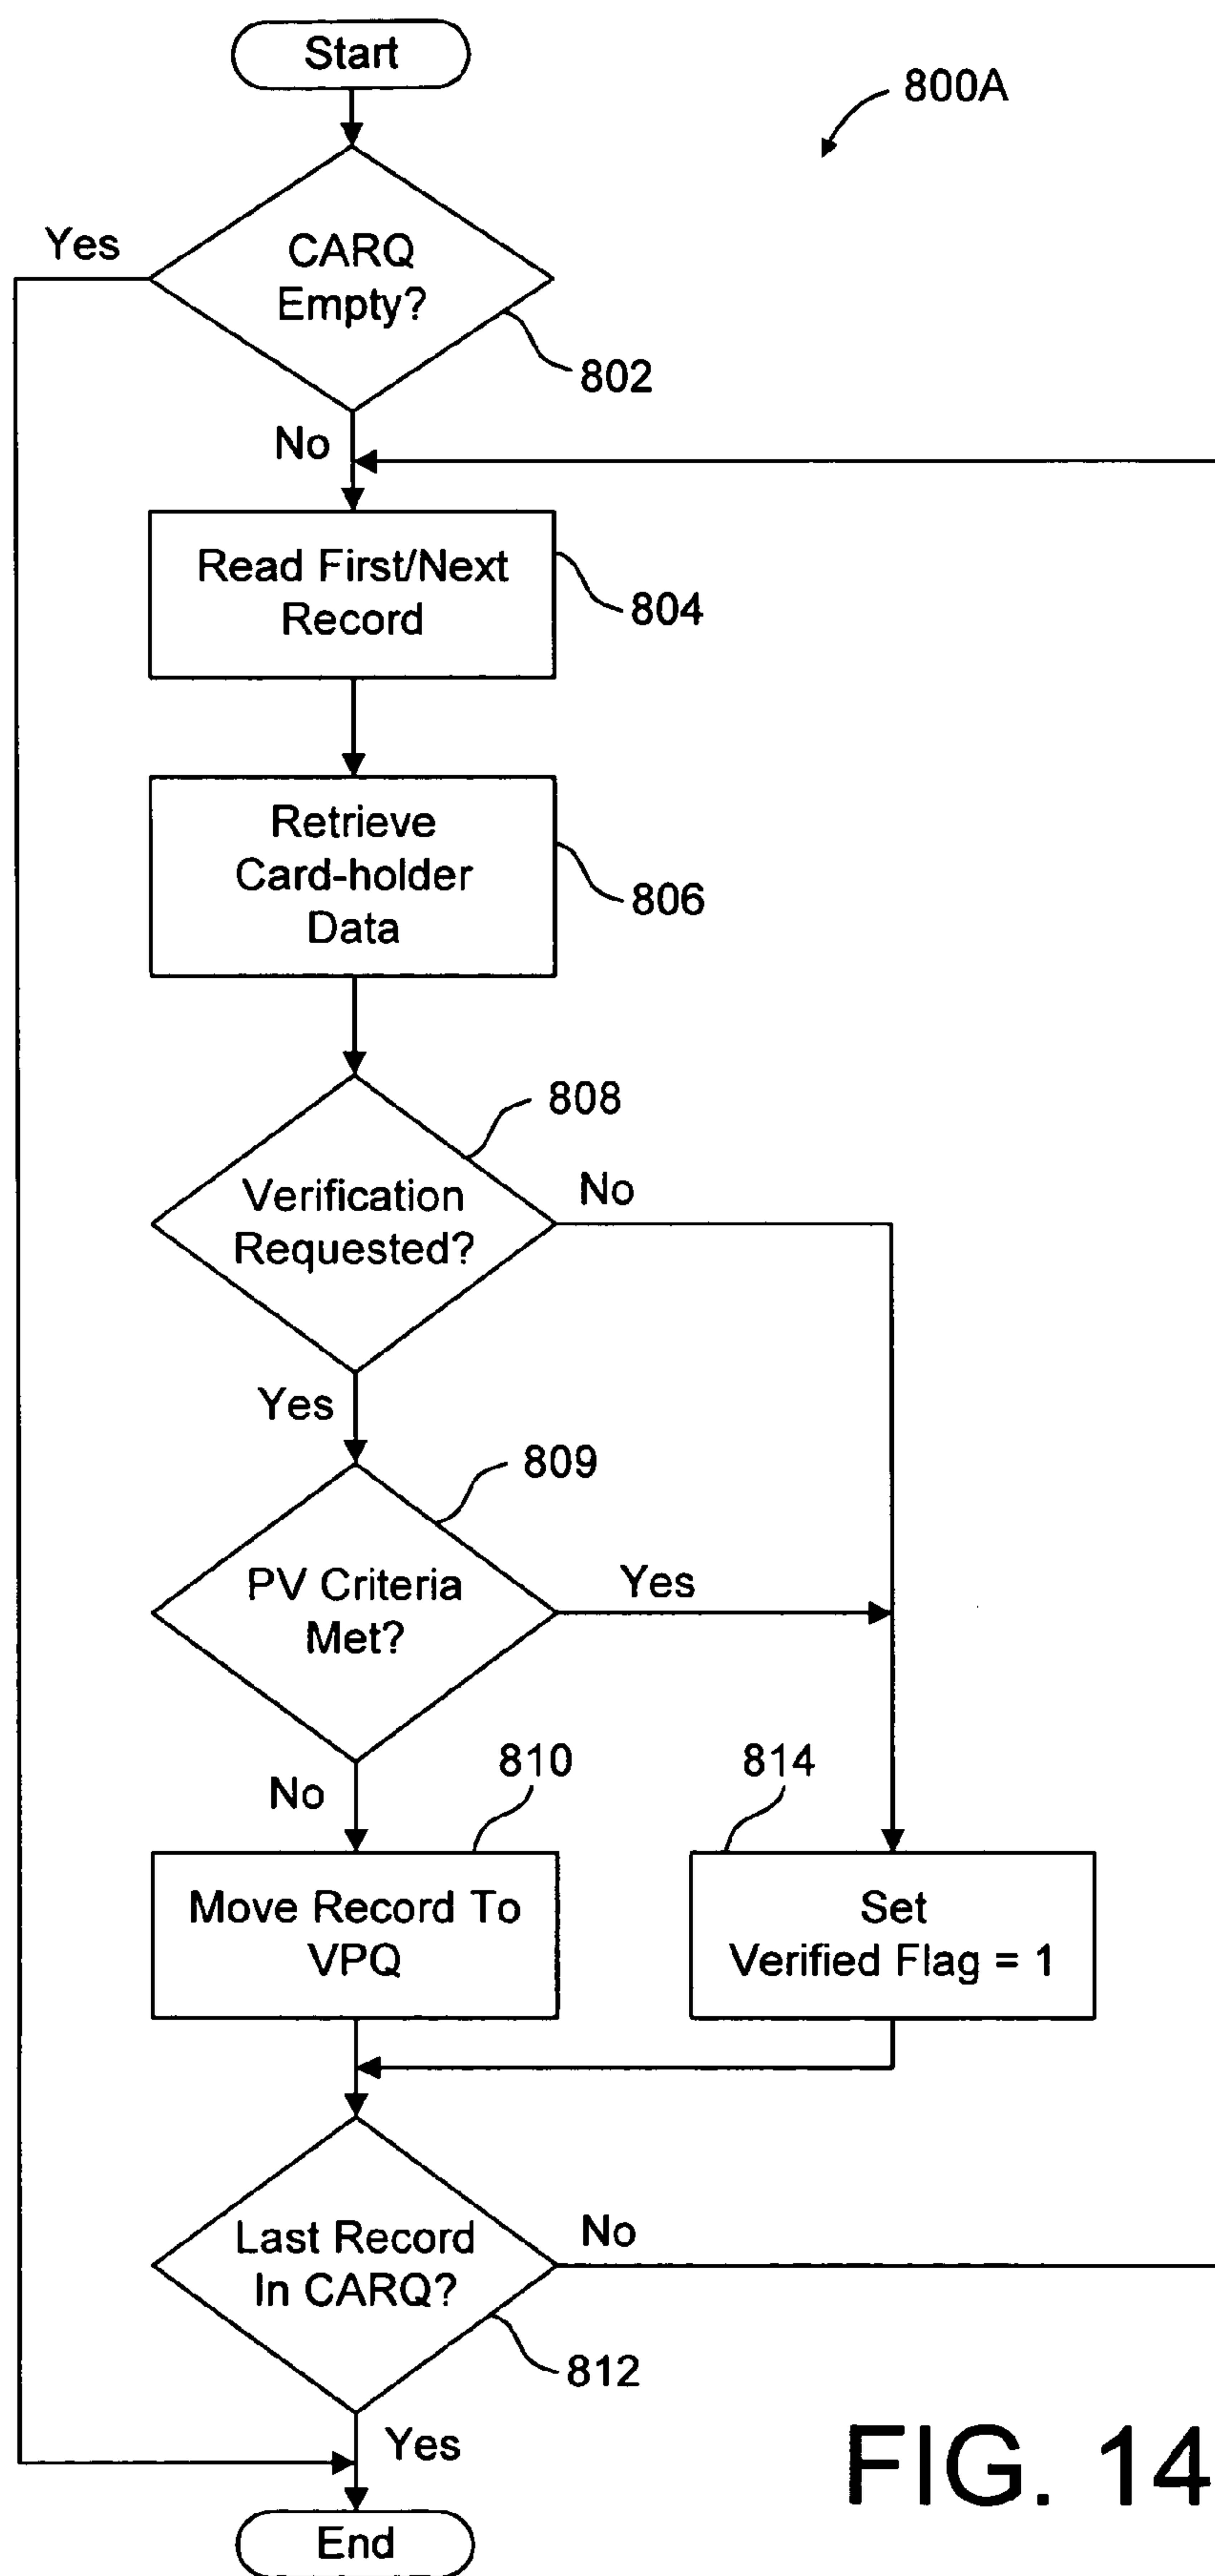 Start
800A
Yes
CARQ
Empty?
802
No
Read First/Next
Record
804
Retrieve
Card-holder
Data
806
808
Verification
Requested?
No
Yes
809
PV Criteria
Met?
Yes
No
810
814
Move Record To
VPQ
Set
Verified Flag = 1
Last Record
In CARQ?
No
812
Yes
End
FIG. 14